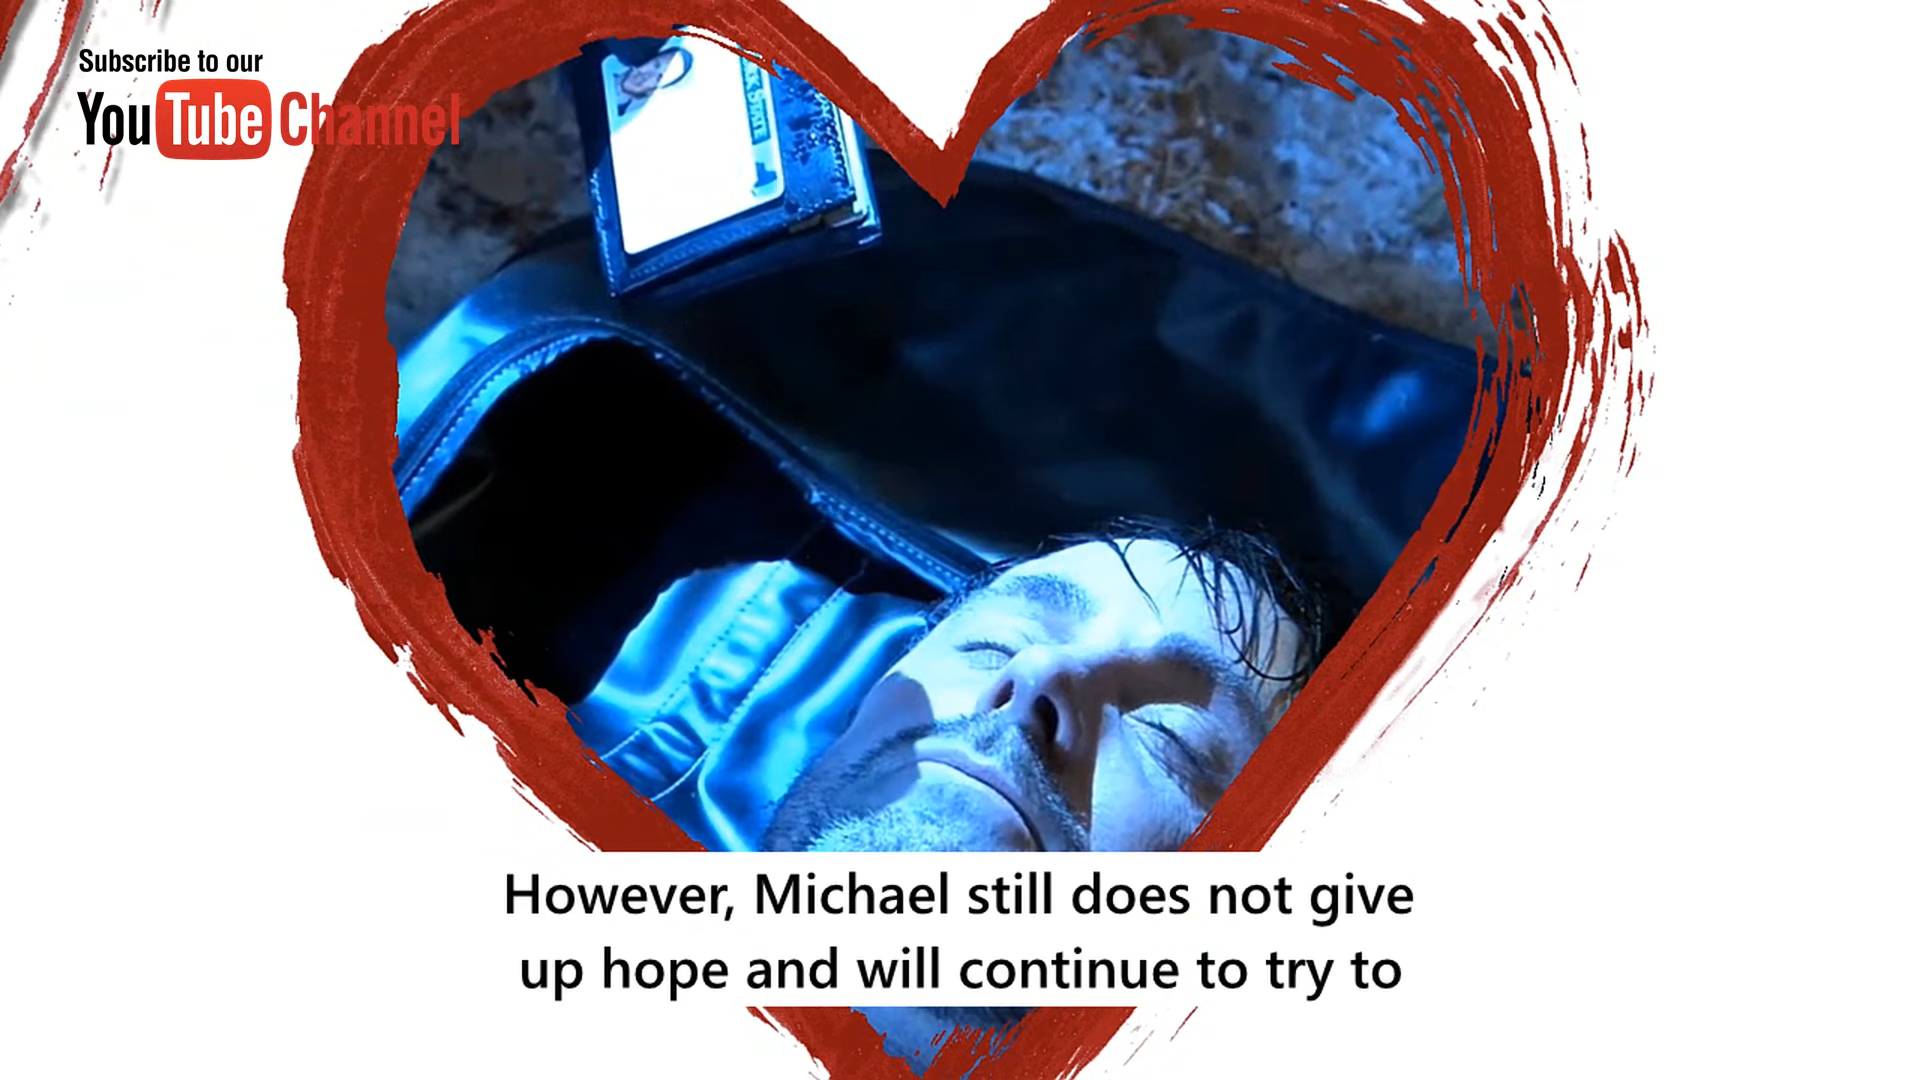 Subscribe to our
YouTube Channel
STATE
However, Michael still does not give
up hope and will continue to try to